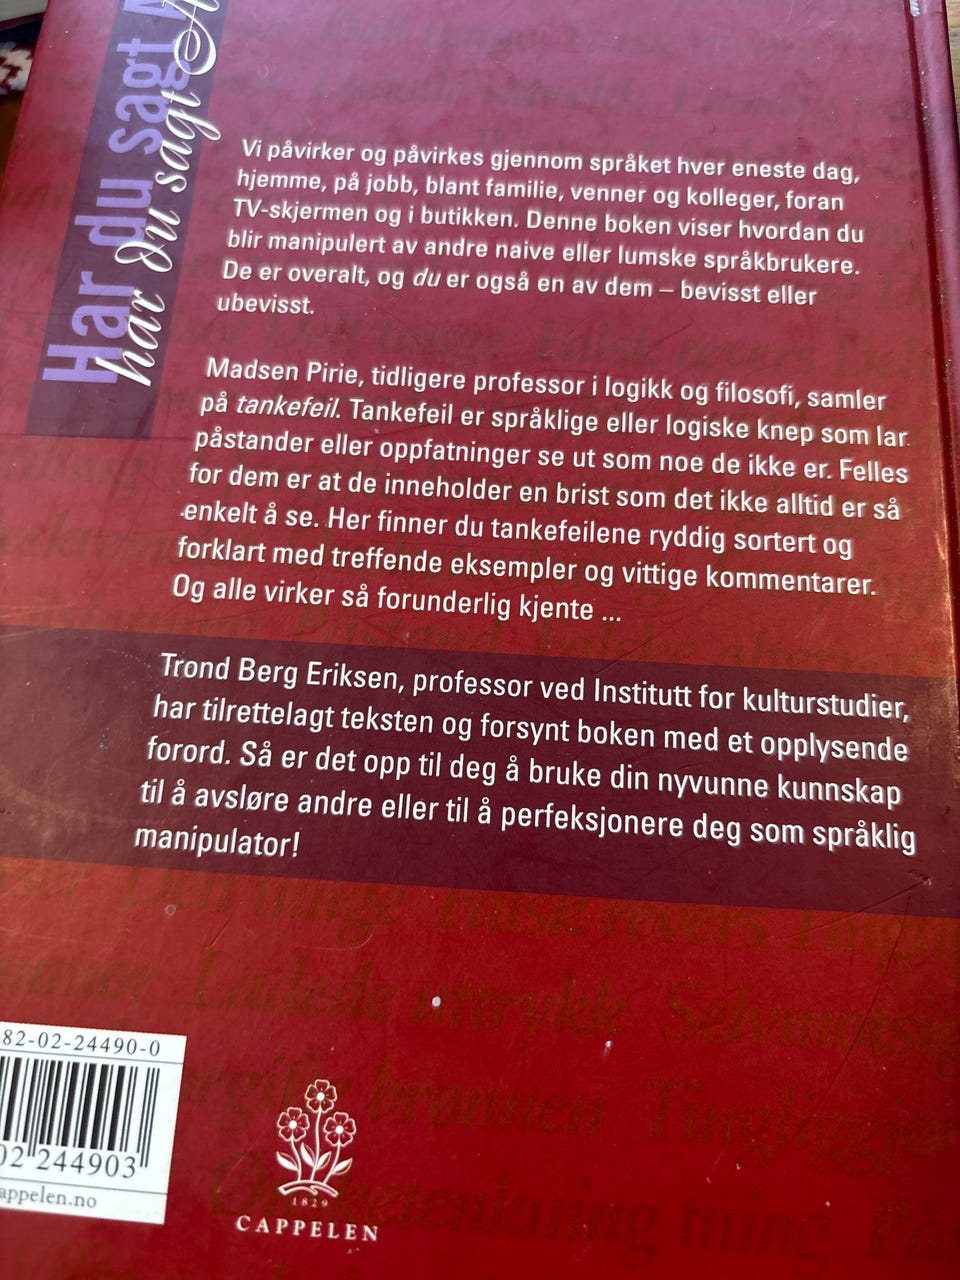 Har du sagt
har du sagt A
Vi påvirker og påvirkes gjennom språket hver eneste dag,
hjemme, på jobb, blant familie, venner og kolleger, foran
TV-skjermen og i butikken. Denne boken viser hvordan du
blir manipulert av andre naive eller lumske språkbrukere.
De er overalt, og du er også en av dem – bevisst eller
ubevisst.
Madsen Pirie, tidligere professor i logikk og filosofi, samler
på tankefeil. Tankefeil er språklige eller logiske knep som lar
påstander eller oppfatninger se ut som noe de ikke er. Felles
for dem er at de inneholder en brist som det ikke alltid er så
enkelt å se. Her finner du tankefeilene ryddig sortert og
forklart med treffende eksempler og vittige kommentarer.
Og alle virker så forunderlig kjente ...
Trond Berg Eriksen, professor ved Institutt for kulturstudier,
har tilrettelagt teksten og forsynt boken med et opplysende
forord. Så er det opp til deg å bruke din nyvunne kunnskap
til å avsløre andre eller til å perfeksjonere deg som språklig
manipulator!
Den tunge Falsk revers
Ladede uttrykk
brønnen
82-02-24490-0
02 244903
appelen.no
1829
CAPPELEN